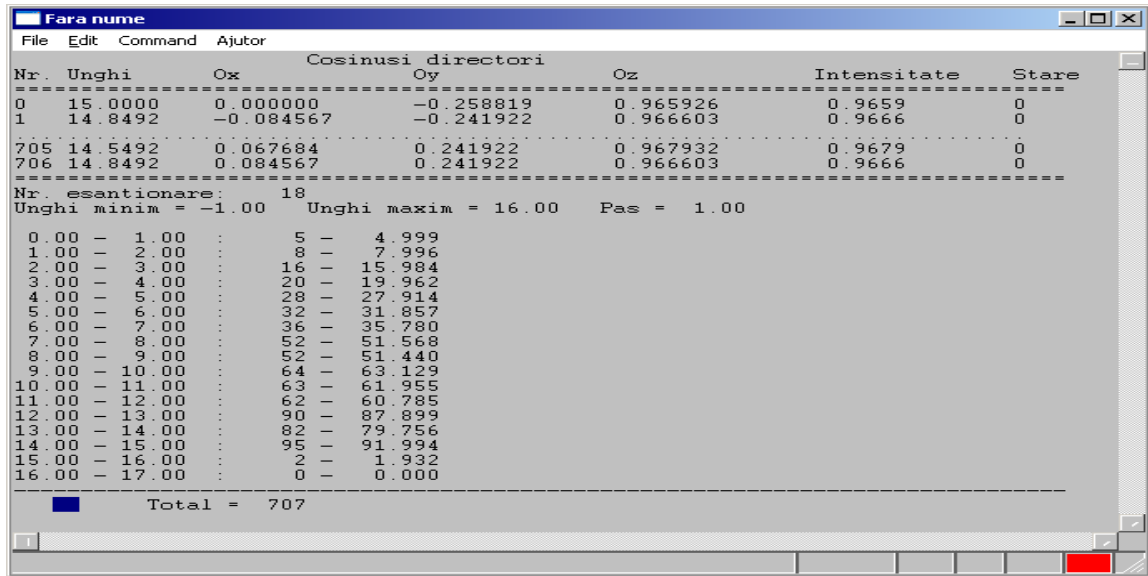 Fara nume
File Edit Command Ajutor
Cosinusi directori
Nr. Unghi Ox Oy Oz Intensitate Stare
================================================================================
0 15.0000 0.000000 -0.258819 0.965926 0.9659 0
1 14.8492 -0.084567 -0.241922 0.966603 0.9666 0
................................................................................
705 14.5492 0.067684 0.241922 0.967932 0.9679 0
706 14.8492 0.084567 0.241922 0.966603 0.9666 0
================================================================================
Nr. esantionare: 18
Unghi minim = -1.00 Unghi maxim = 16.00 Pas = 1.00
0.00 - 1.00 : 5 - 4.999
1.00 - 2.00 : 8 - 7.996
2.00 - 3.00 : 16 - 15.984
3.00 - 4.00 : 20 - 19.962
4.00 - 5.00 : 28 - 27.914
5.00 - 6.00 : 32 - 31.857
6.00 - 7.00 : 36 - 35.780
7.00 - 8.00 : 52 - 51.568
8.00 - 9.00 : 52 - 51.440
9.00 - 10.00 : 64 - 63.129
10.00 - 11.00 : 63 - 61.955
11.00 - 12.00 : 62 - 60.785
12.00 - 13.00 : 90 - 87.899
13.00 - 14.00 : 82 - 79.756
14.00 - 15.00 : 95 - 91.994
15.00 - 16.00 : 2 - 1.932
16.00 - 17.00 : 0 - 0.000
--------------------------------------------------------------------------------
Total = 707